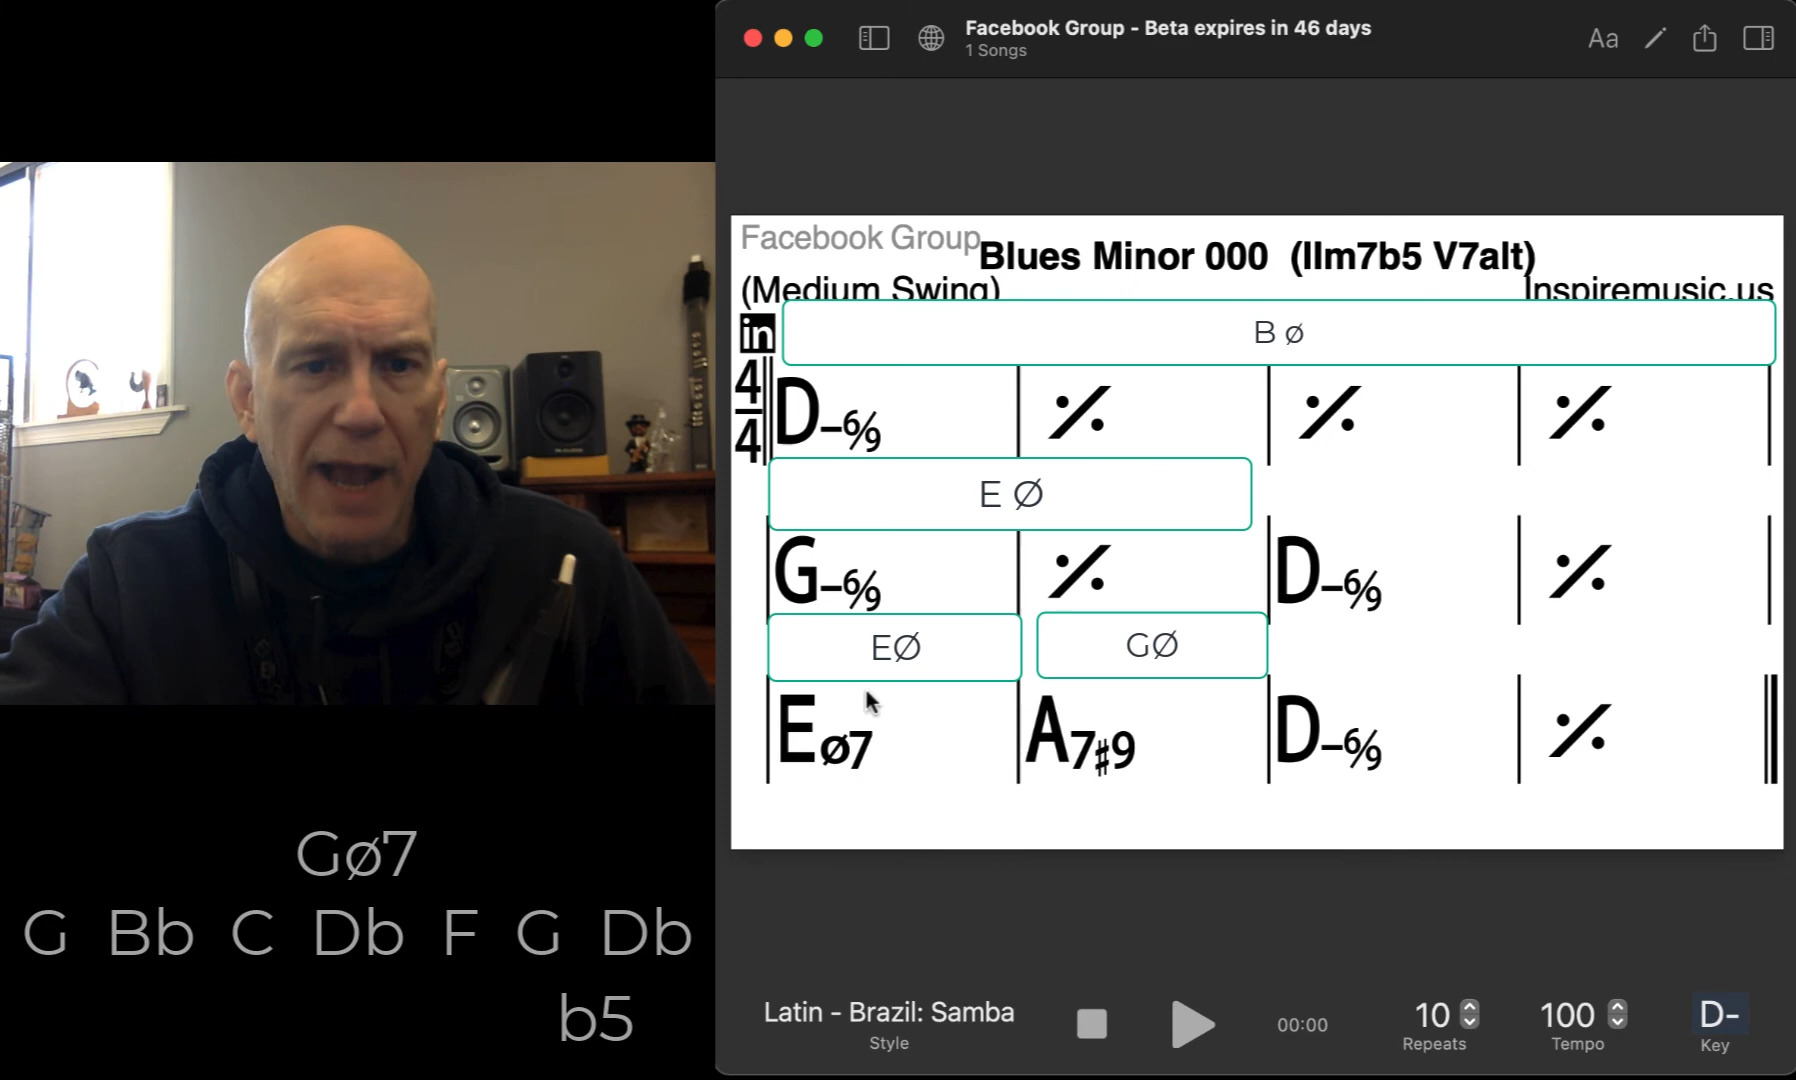 Facebook Group - Beta expires in 46 days
1 Songs
Aa
Facebook Group
Blues Minor 000 (IIm7b5 V7alt)
(Medium Swing)
Inspiremusic.us
in
B ø
4/4 D–6/9 ٪ ٪ ٪
E Ø
G–6/9 ٪ D–6/9 ٪
EØ GØ
Eø7 A7♯9 D–6/9 ٪
Gø7
G Bb C Db F G Db
b5
Latin - Brazil: Samba
Style
00:00
10
Repeats
100
Tempo
D-
Key